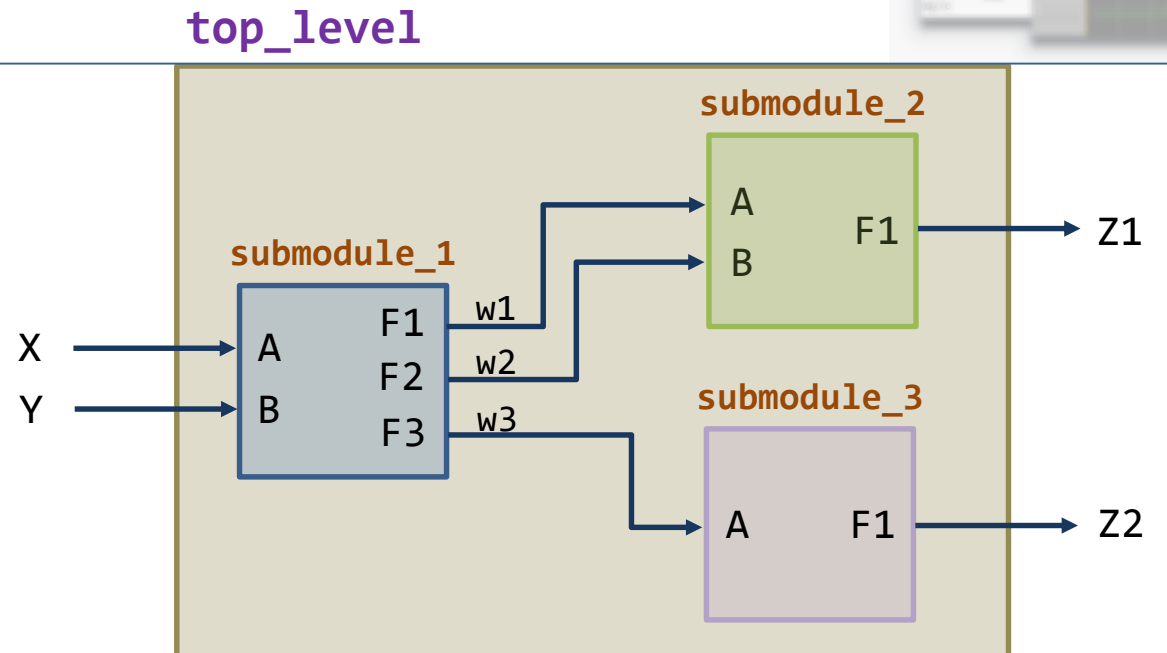 top_level
submodule_2
A
B
F1
Z1
submodule_1
X
Y
A
B
F1
F2
F3
w1
w2
w3
submodule_3
A
F1
Z2